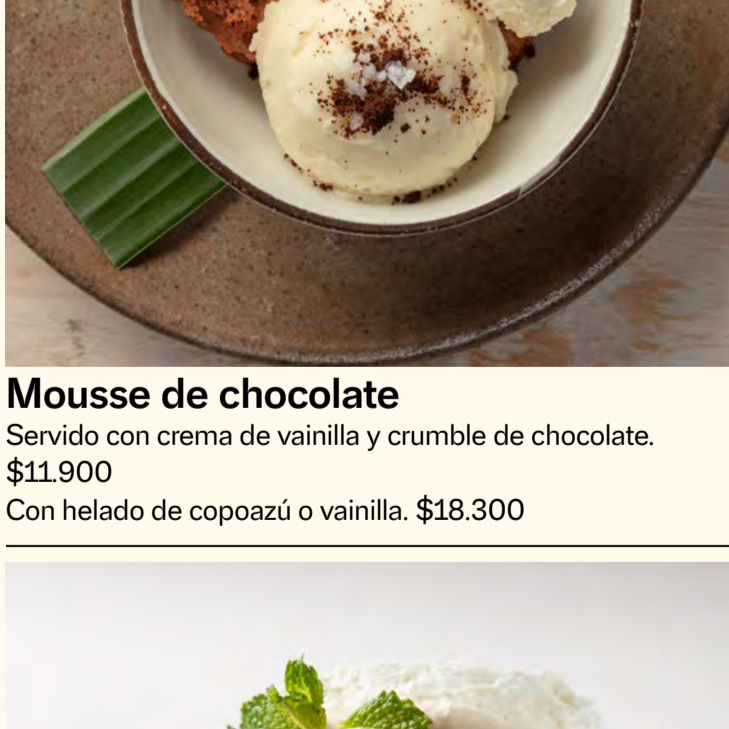 Mousse de chocolate
Servido con crema de vainilla y crumble de chocolate.
$11.900
Con helado de copoazú o vainilla. $18.300